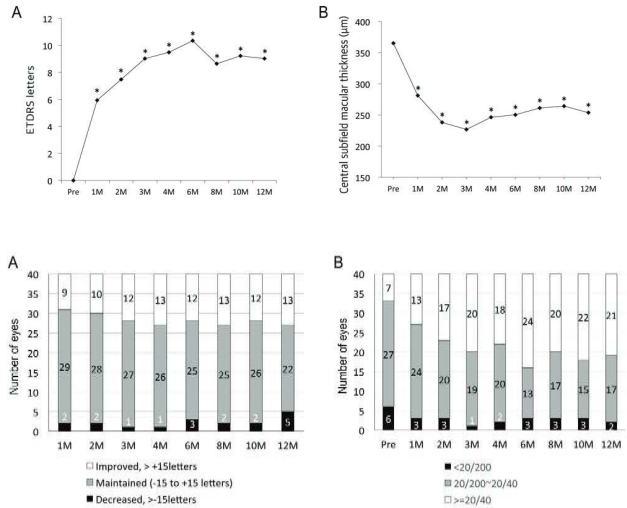 A
ETDRS letters
12
10
8
6
4
2
0
* * * * * * * *
Pre 1M 2M 3M 4M 6M 8M 10M 12M
B
Central subfield macular thickness (μm)
400
350
300
250
200
150
* * * * * * * *
Pre 1M 2M 3M 4M 6M 8M 10M 12M
A
Number of eyes
40
35
30
25
20
15
10
5
0
9 10 12 13 12 13 12 13
29 28 27 26 25 25 26 22
2 2 1 1 3 2 2 5
1M 2M 3M 4M 6M 8M 10M 12M
Improved, > +15letters
Maintained (-15 to +15 letters)
Decreased, >-15letters
B
Number of eyes
40
35
30
25
20
15
10
5
0
7 13 17 20 18 24 20 22 21
27 24 20 19 20 13 17 15 17
6 3 3 1 2 3 3 3 2
Pre 1M 2M 3M 4M 6M 8M 10M 12M
<20/200
20/200~20/40
>=20/40